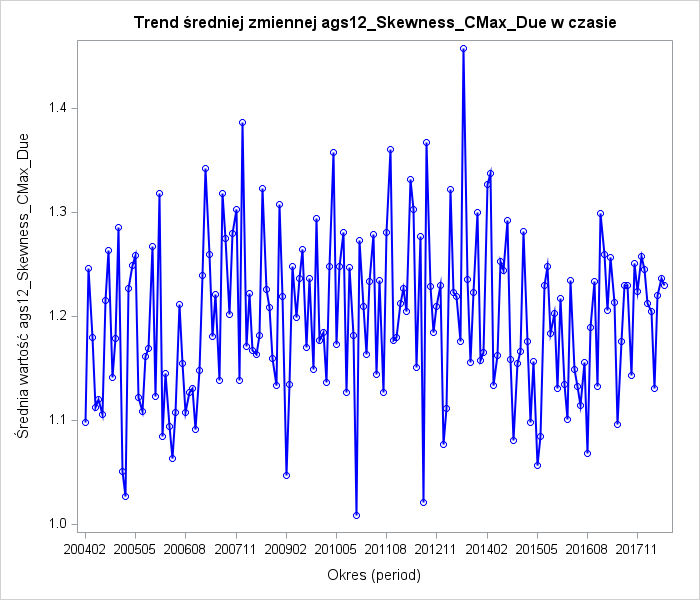 Trend średniej zmiennej ags12_Skewness_CMax_Due w czasie
Średnia wartość ags12_Skewness_CMax_Due
1.4
1.3
1.2
1.1
1.0
200402 200505 200608 200711 200902 201005 201108 201211 201402 201505 201608 201711
Okres (period)